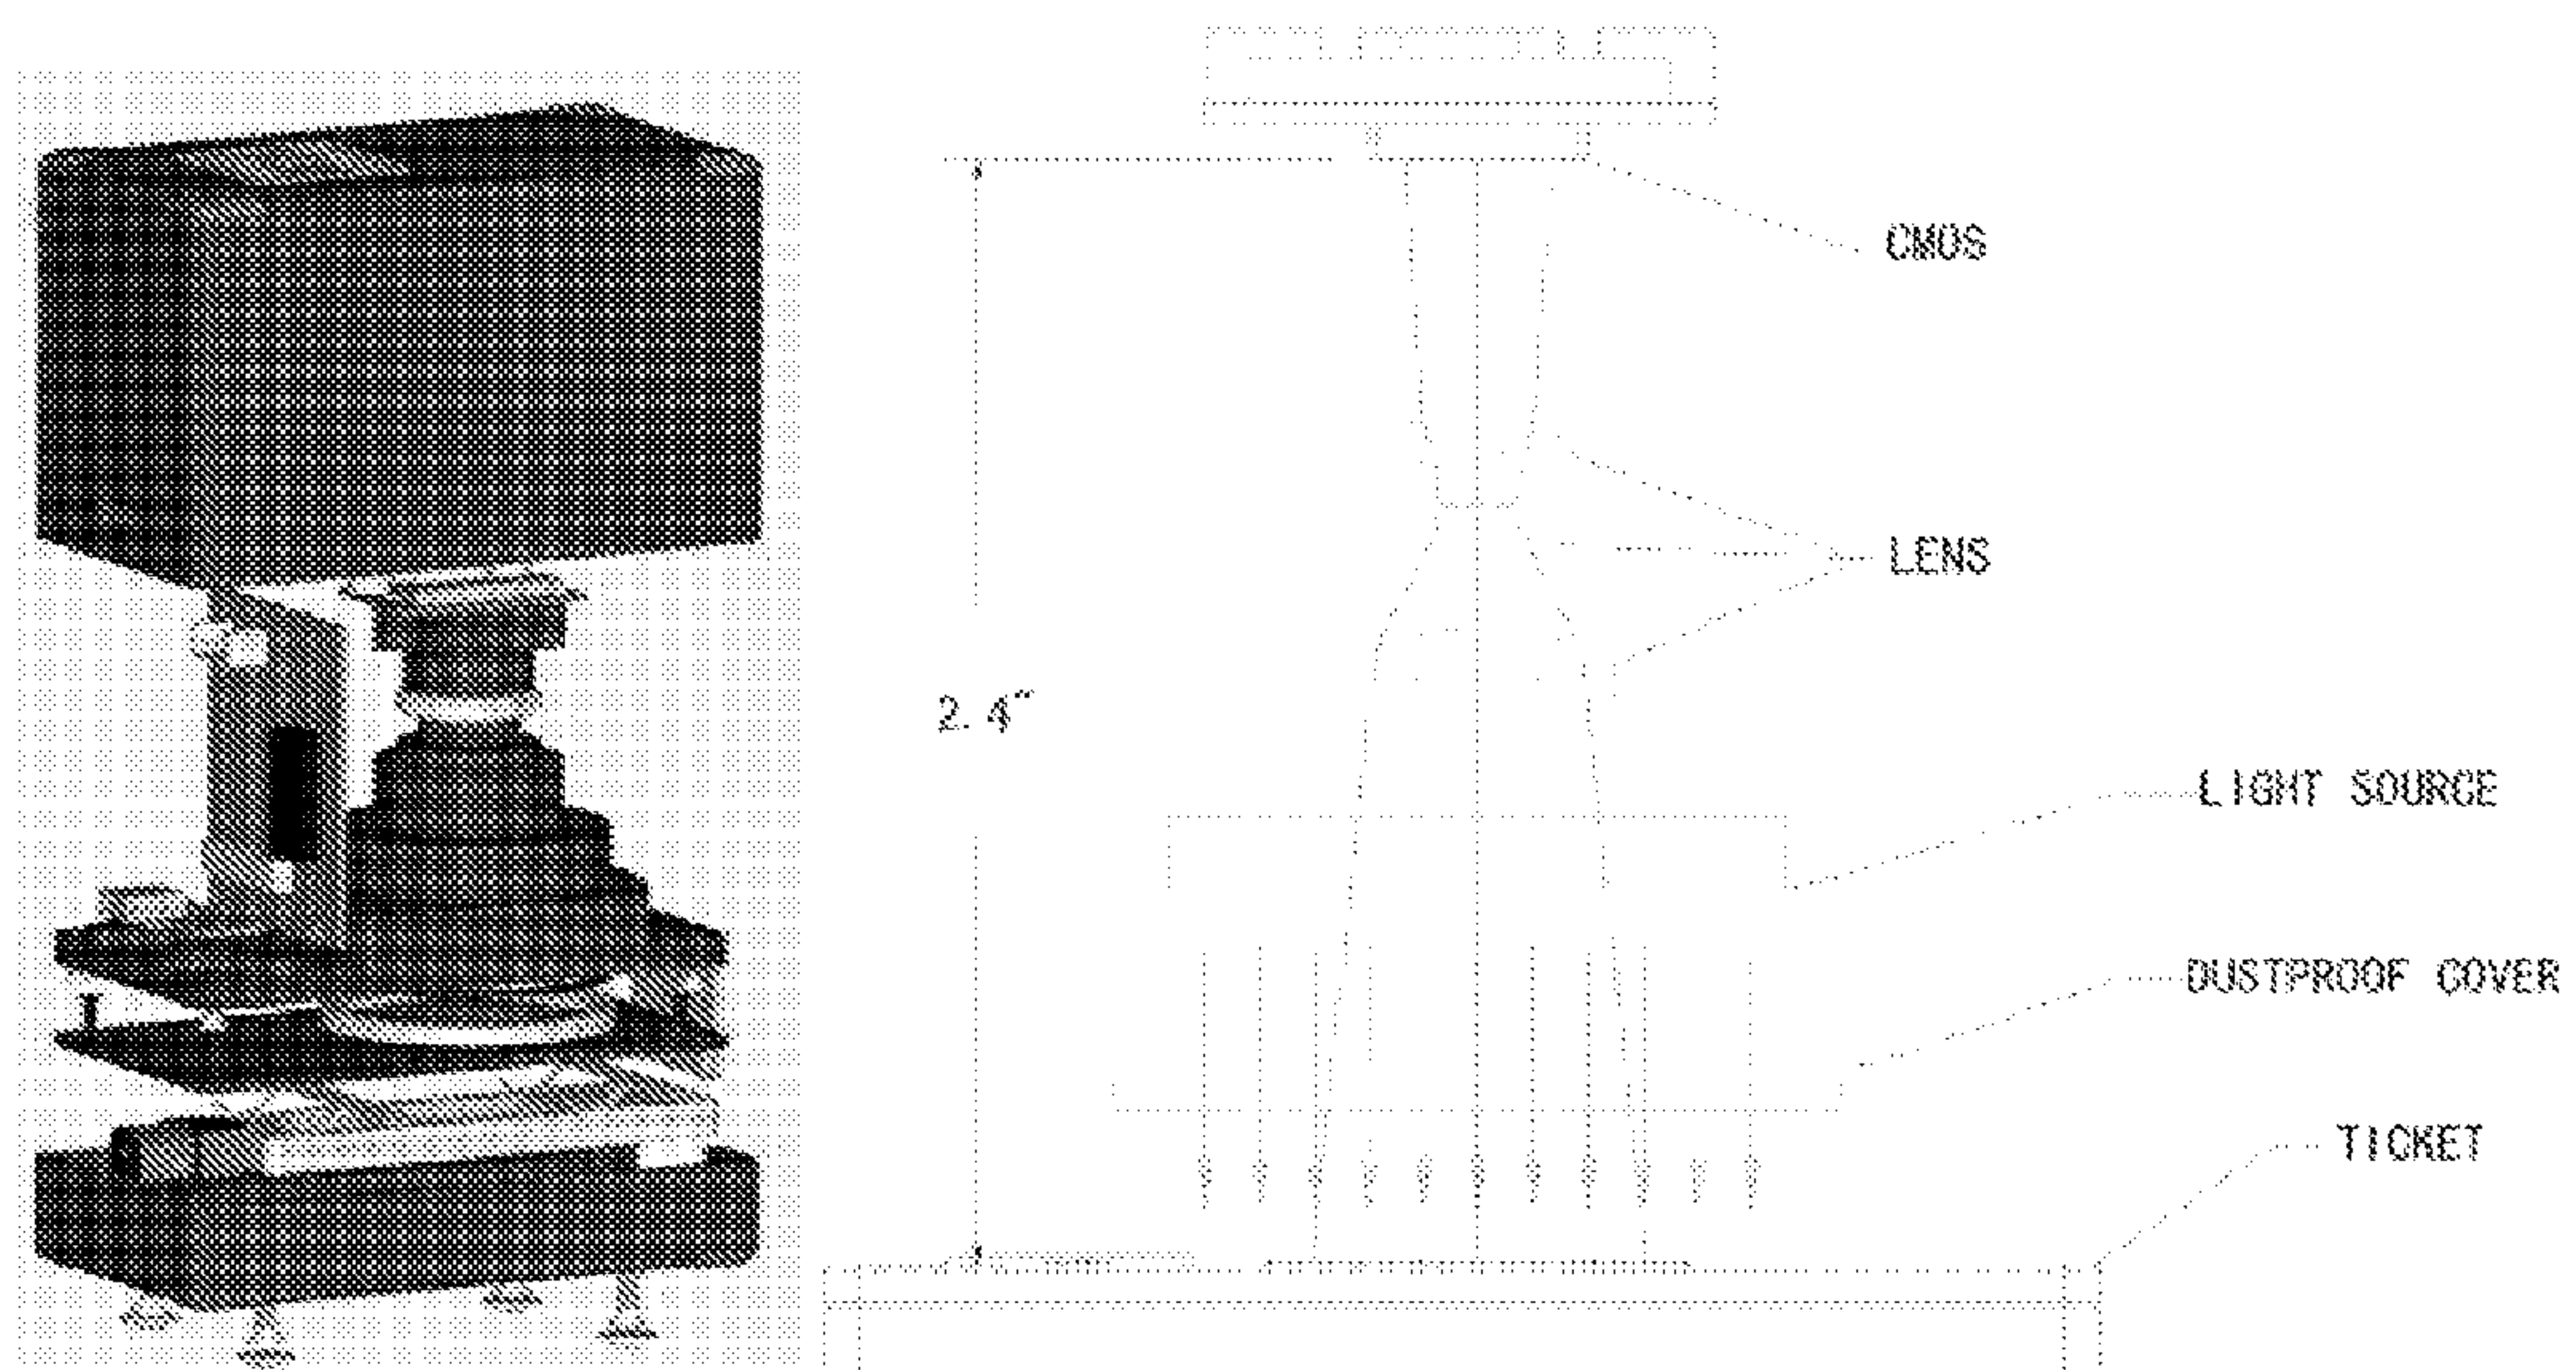 CMOS
LENS
2.4"
LIGHT SOURCE
DUSTPROOF COVER
TICKET